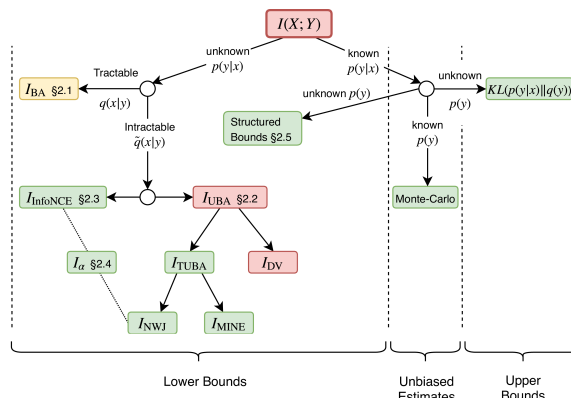 I(X; Y)
unknown
p(y|x)
known
p(y|x)
Tractable
q(x|y)
I_BA §2.1
unknown p(y)
unknown
p(y)
KL(p(y|x)||q(y))
Structured
Bounds §2.5
known
p(y)
Intractable
q̃(x|y)
Monte-Carlo
I_InfoNCE §2.3
I_UBA §2.2
I_α §2.4
I_TUBA
I_DV
I_NWJ
I_MINE
Lower Bounds
Unbiased
Estimates
Upper
Bounds